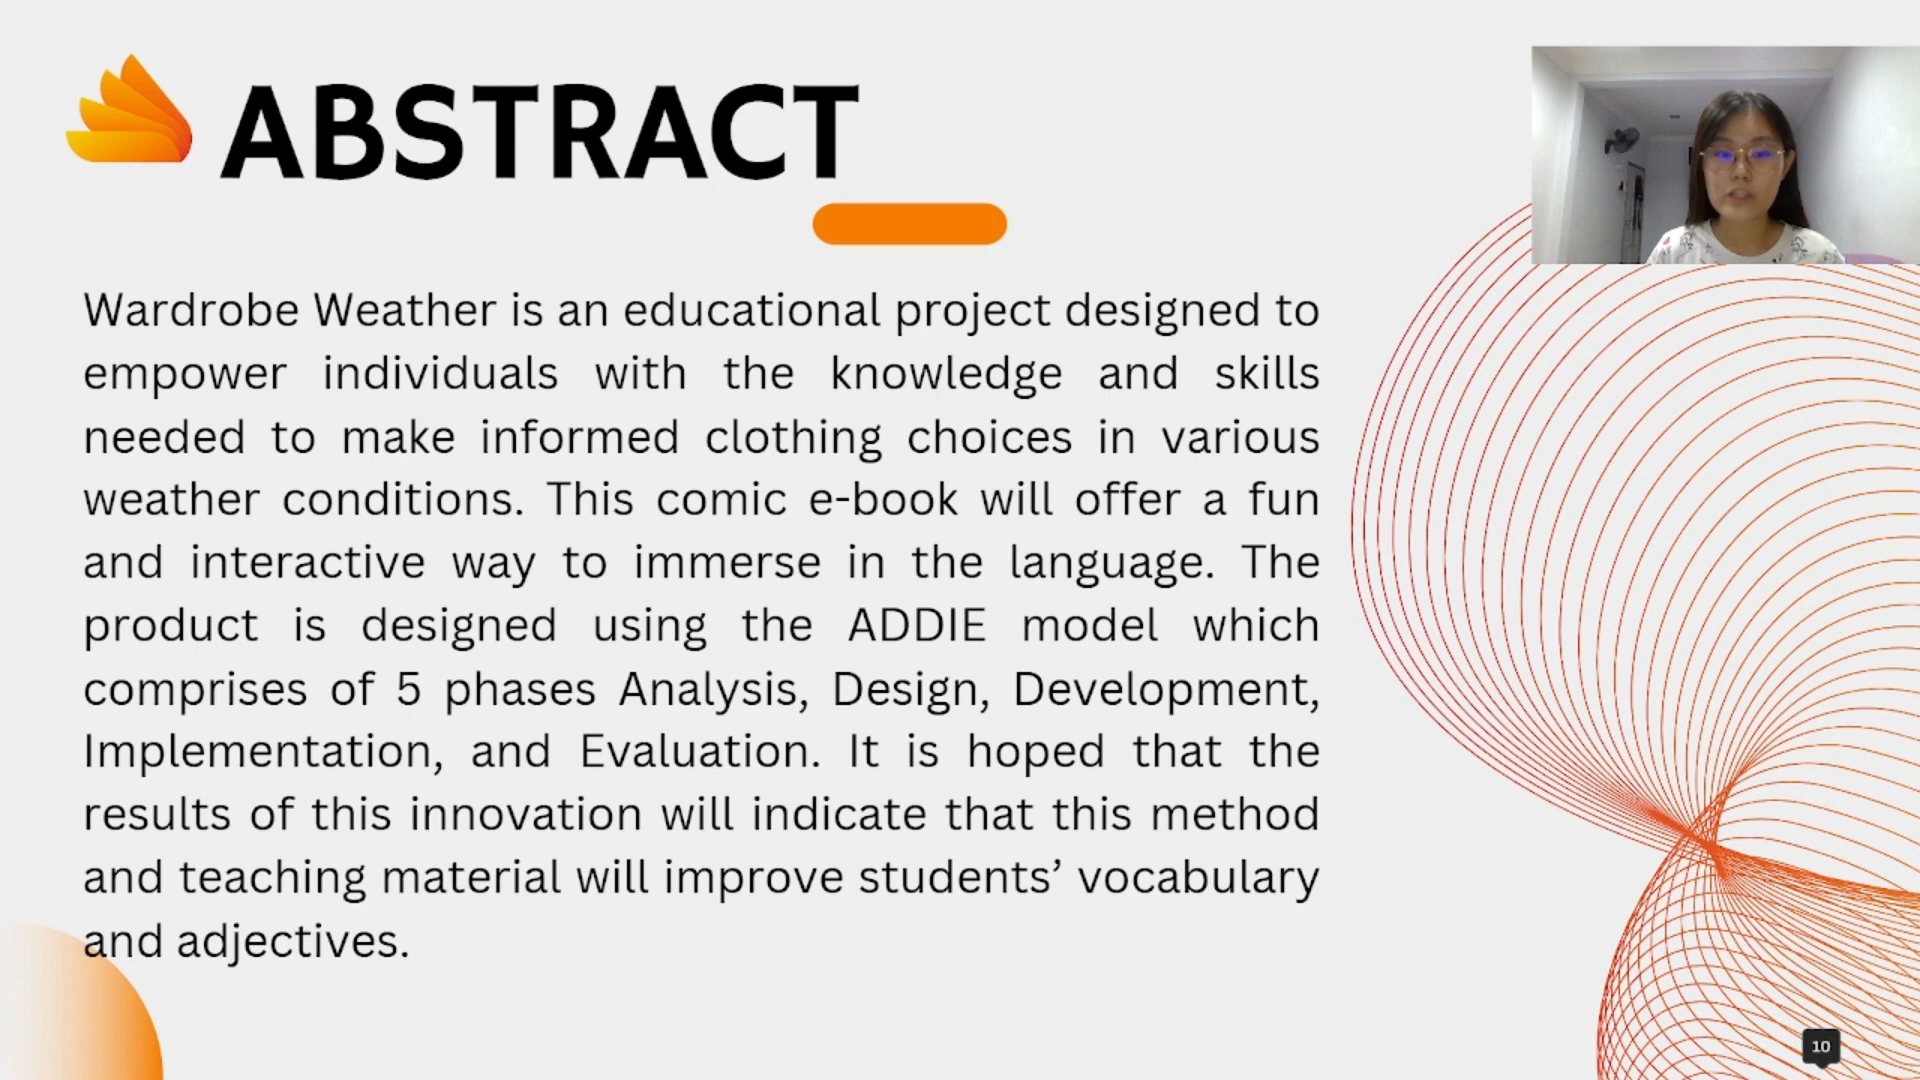 ABSTRACT
Wardrobe Weather is an educational project designed to
empower individuals with the knowledge and skills
needed to make informed clothing choices in various
weather conditions. This comic e-book will offer a fun
and interactive way to immerse in the language. The
product is designed using the ADDIE model which
comprises of 5 phases Analysis, Design, Development,
Implementation, and Evaluation. It is hoped that the
results of this innovation will indicate that this method
and teaching material will improve students’ vocabulary
and adjectives.
10